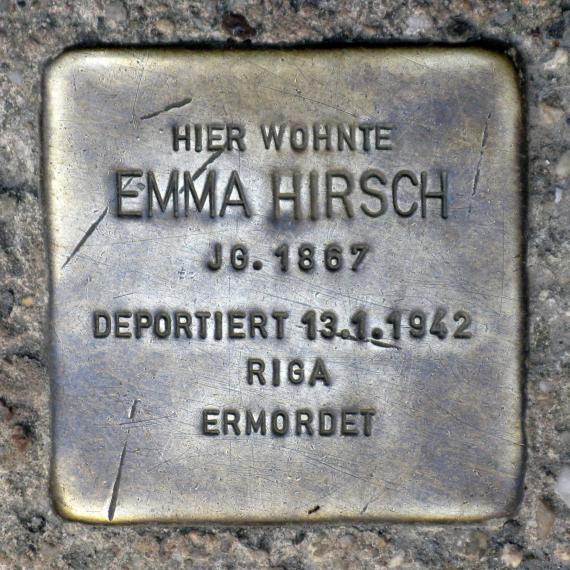 HIER WOHNTE
EMMA HIRSCH
JG. 1867
DEPORTIERT 13.1.1942
RIGA
ERMORDET